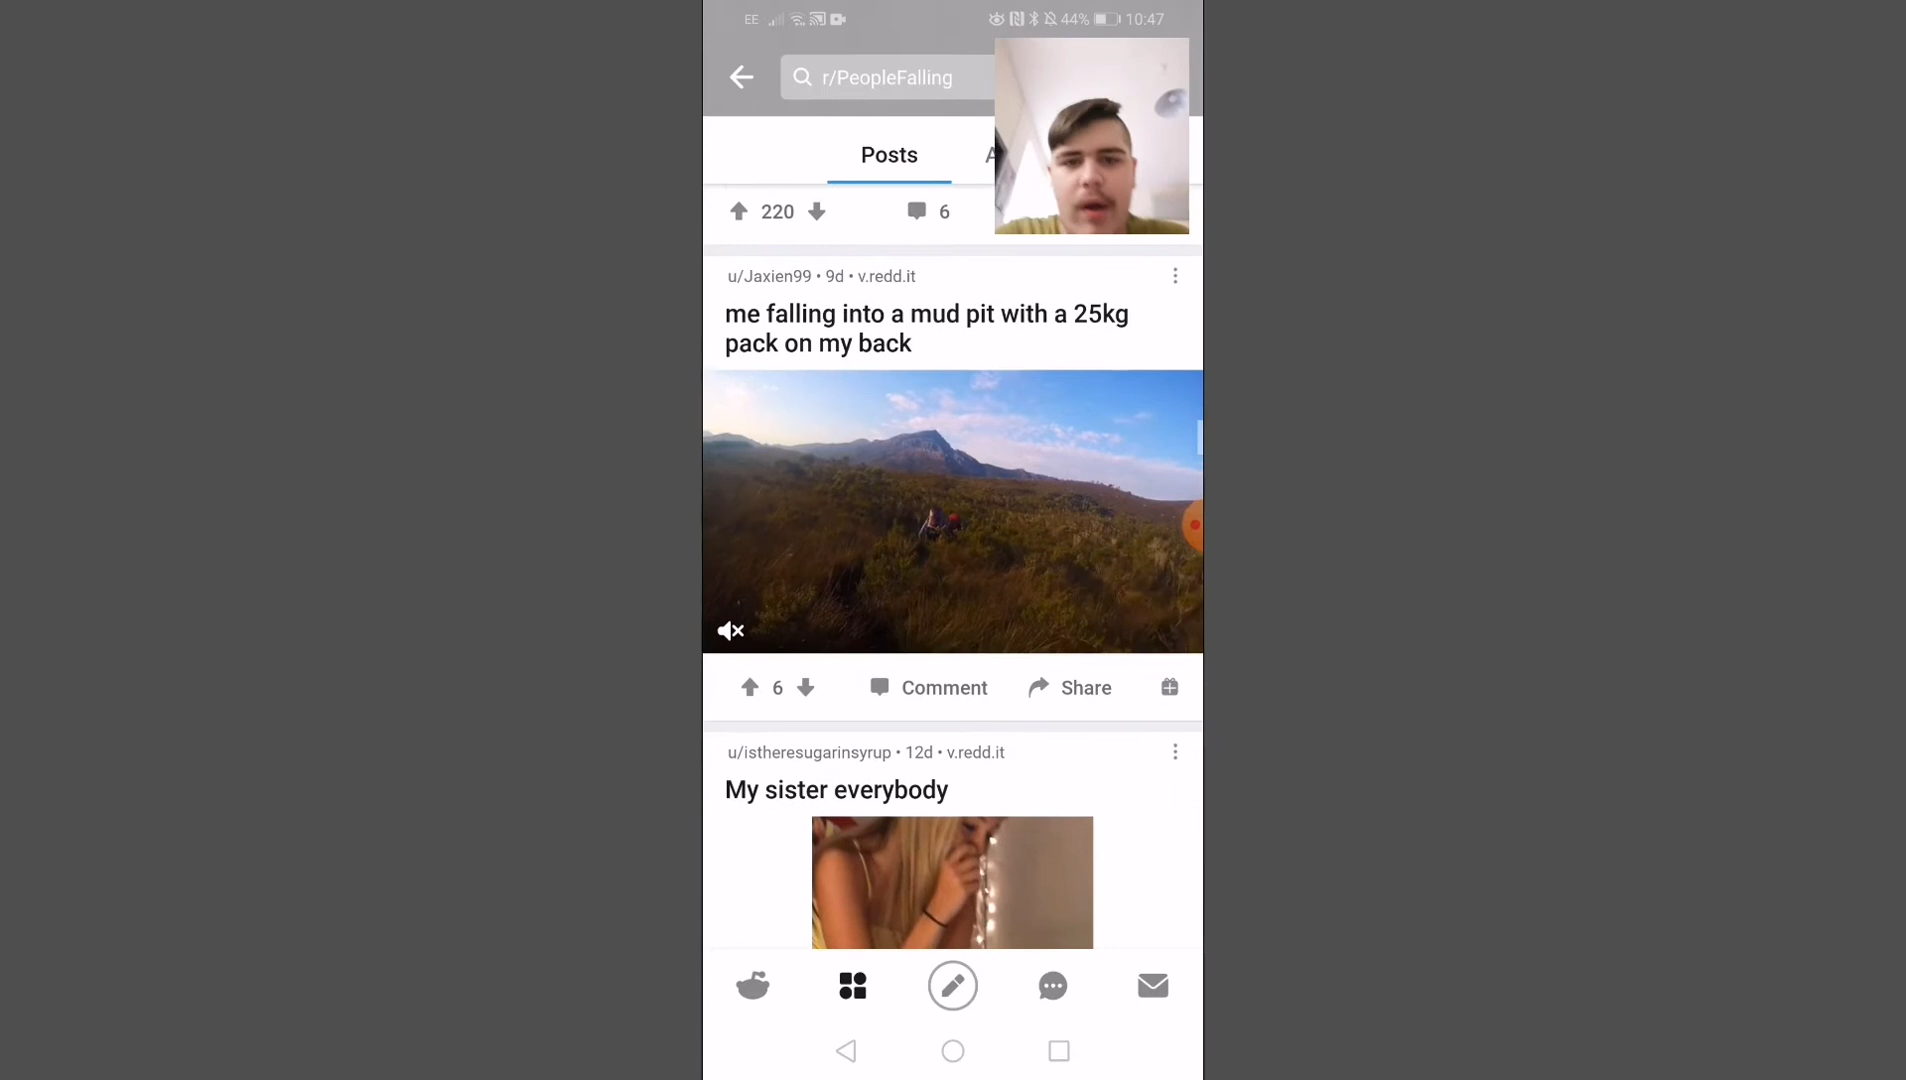 EE 44% 10:47
r/PeopleFalling
Posts A
220 6
u/Jaxien99 • 9d • v.redd.it
me falling into a mud pit with a 25kg
pack on my back
6 Comment Share
u/istheresugarinsyrup • 12d • v.redd.it
My sister everybody